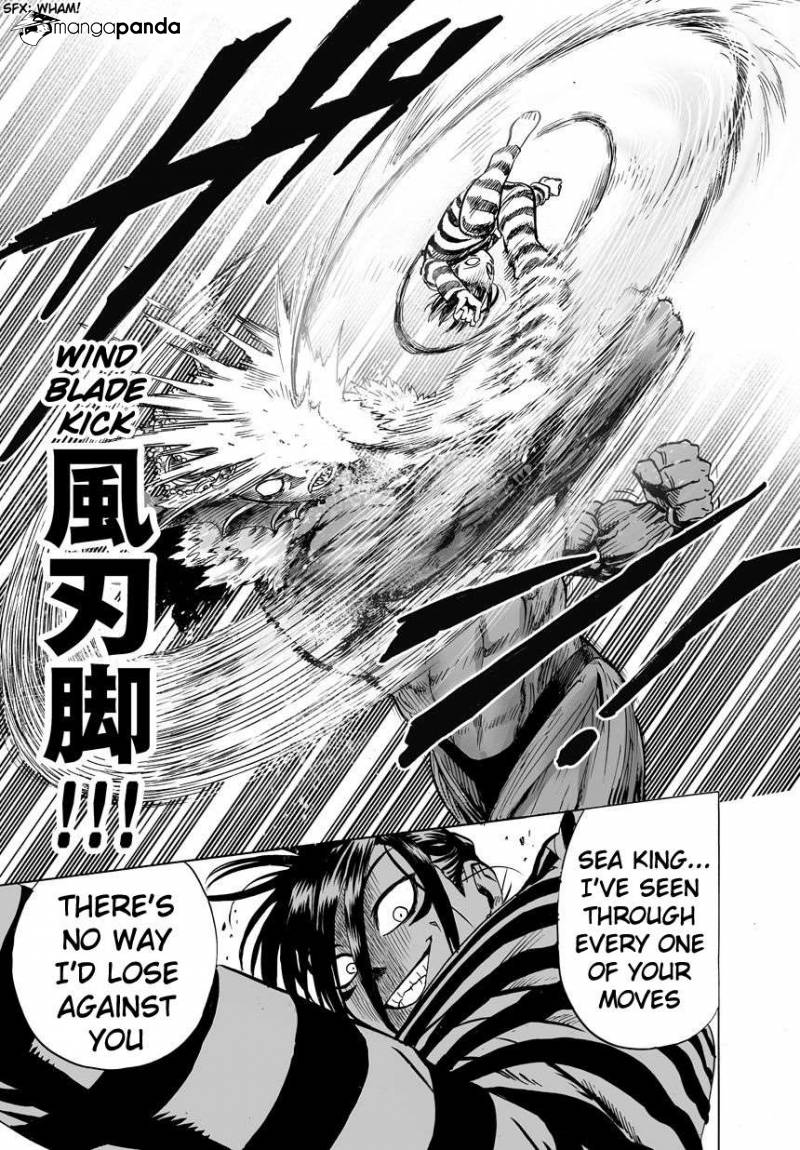 SFX: WHAM!
mangapanda
WIND
BLADE
KICK
風刃脚!!!
SEA KING...
I'VE SEEN
THROUGH
EVERY ONE
OF YOUR
MOVES
THERE'S
NO WAY
I'D LOSE
AGAINST
YOU